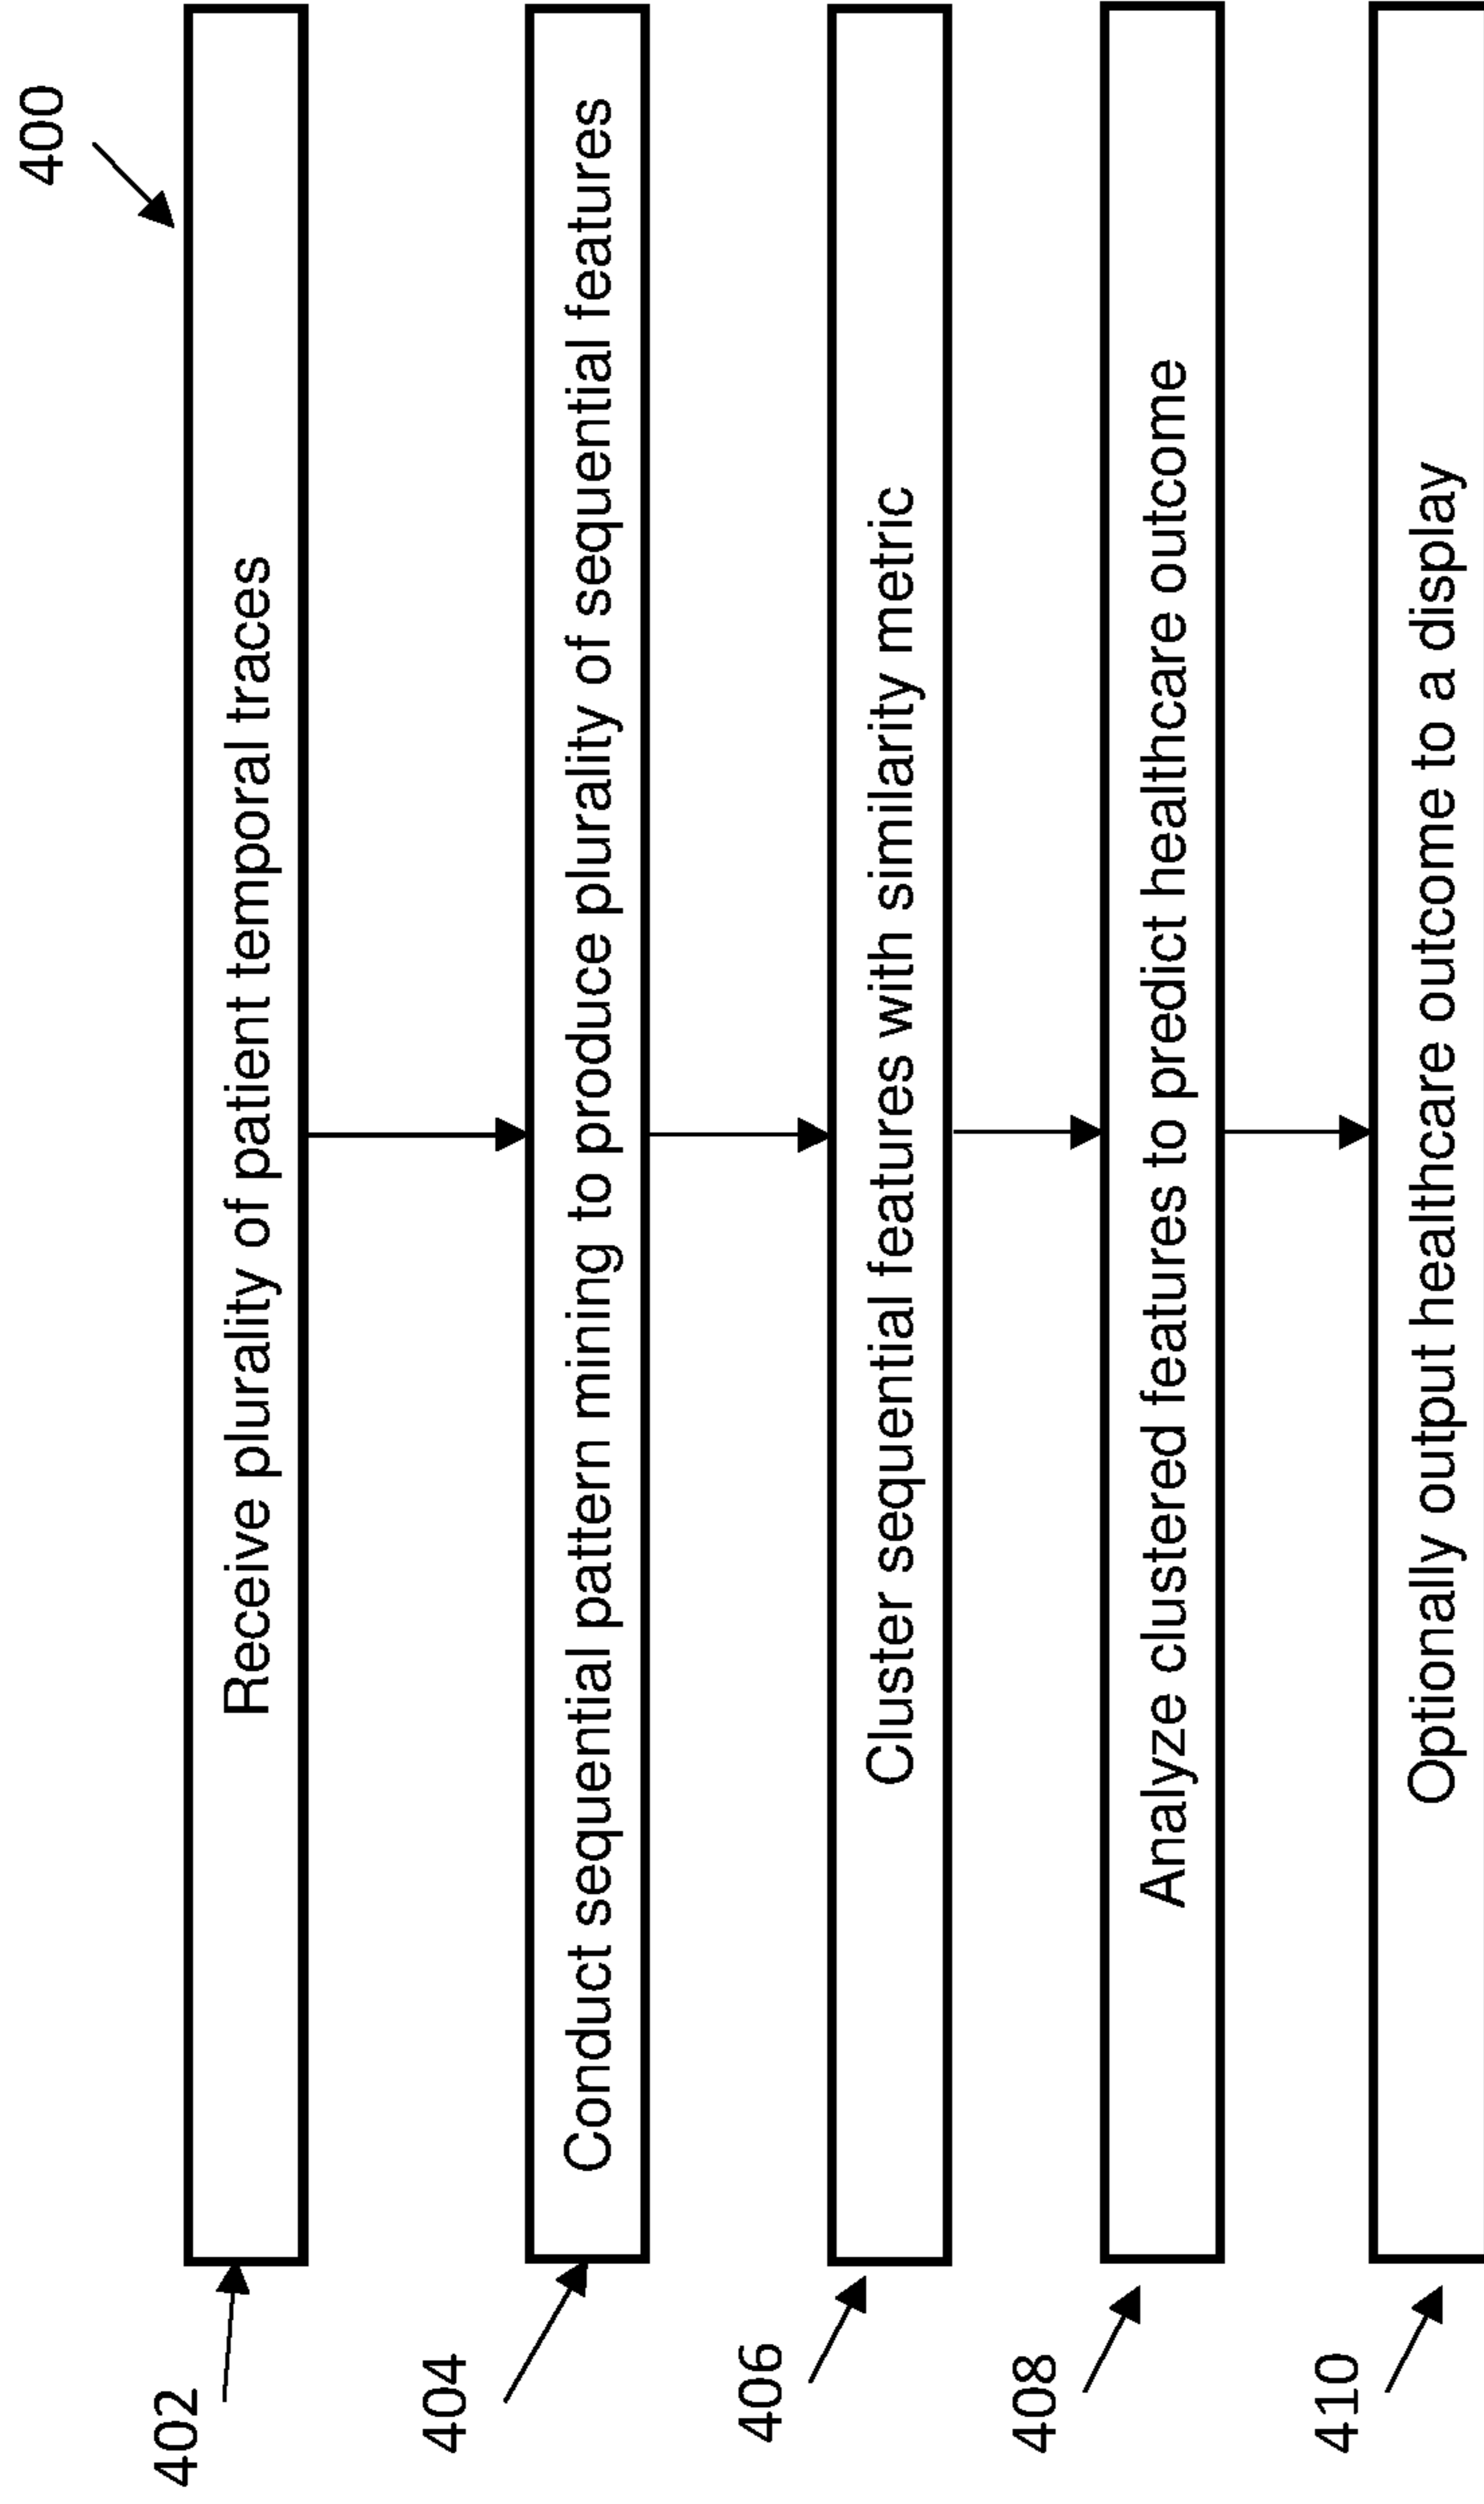 400
402
Receive plurality of patient temporal traces
404
Conduct sequential pattern mining to produce plurality of sequential features
406
Cluster sequential features with similarity metric
408
Analyze clustered features to predict healthcare outcome
410
Optionally output healthcare outcome to a display